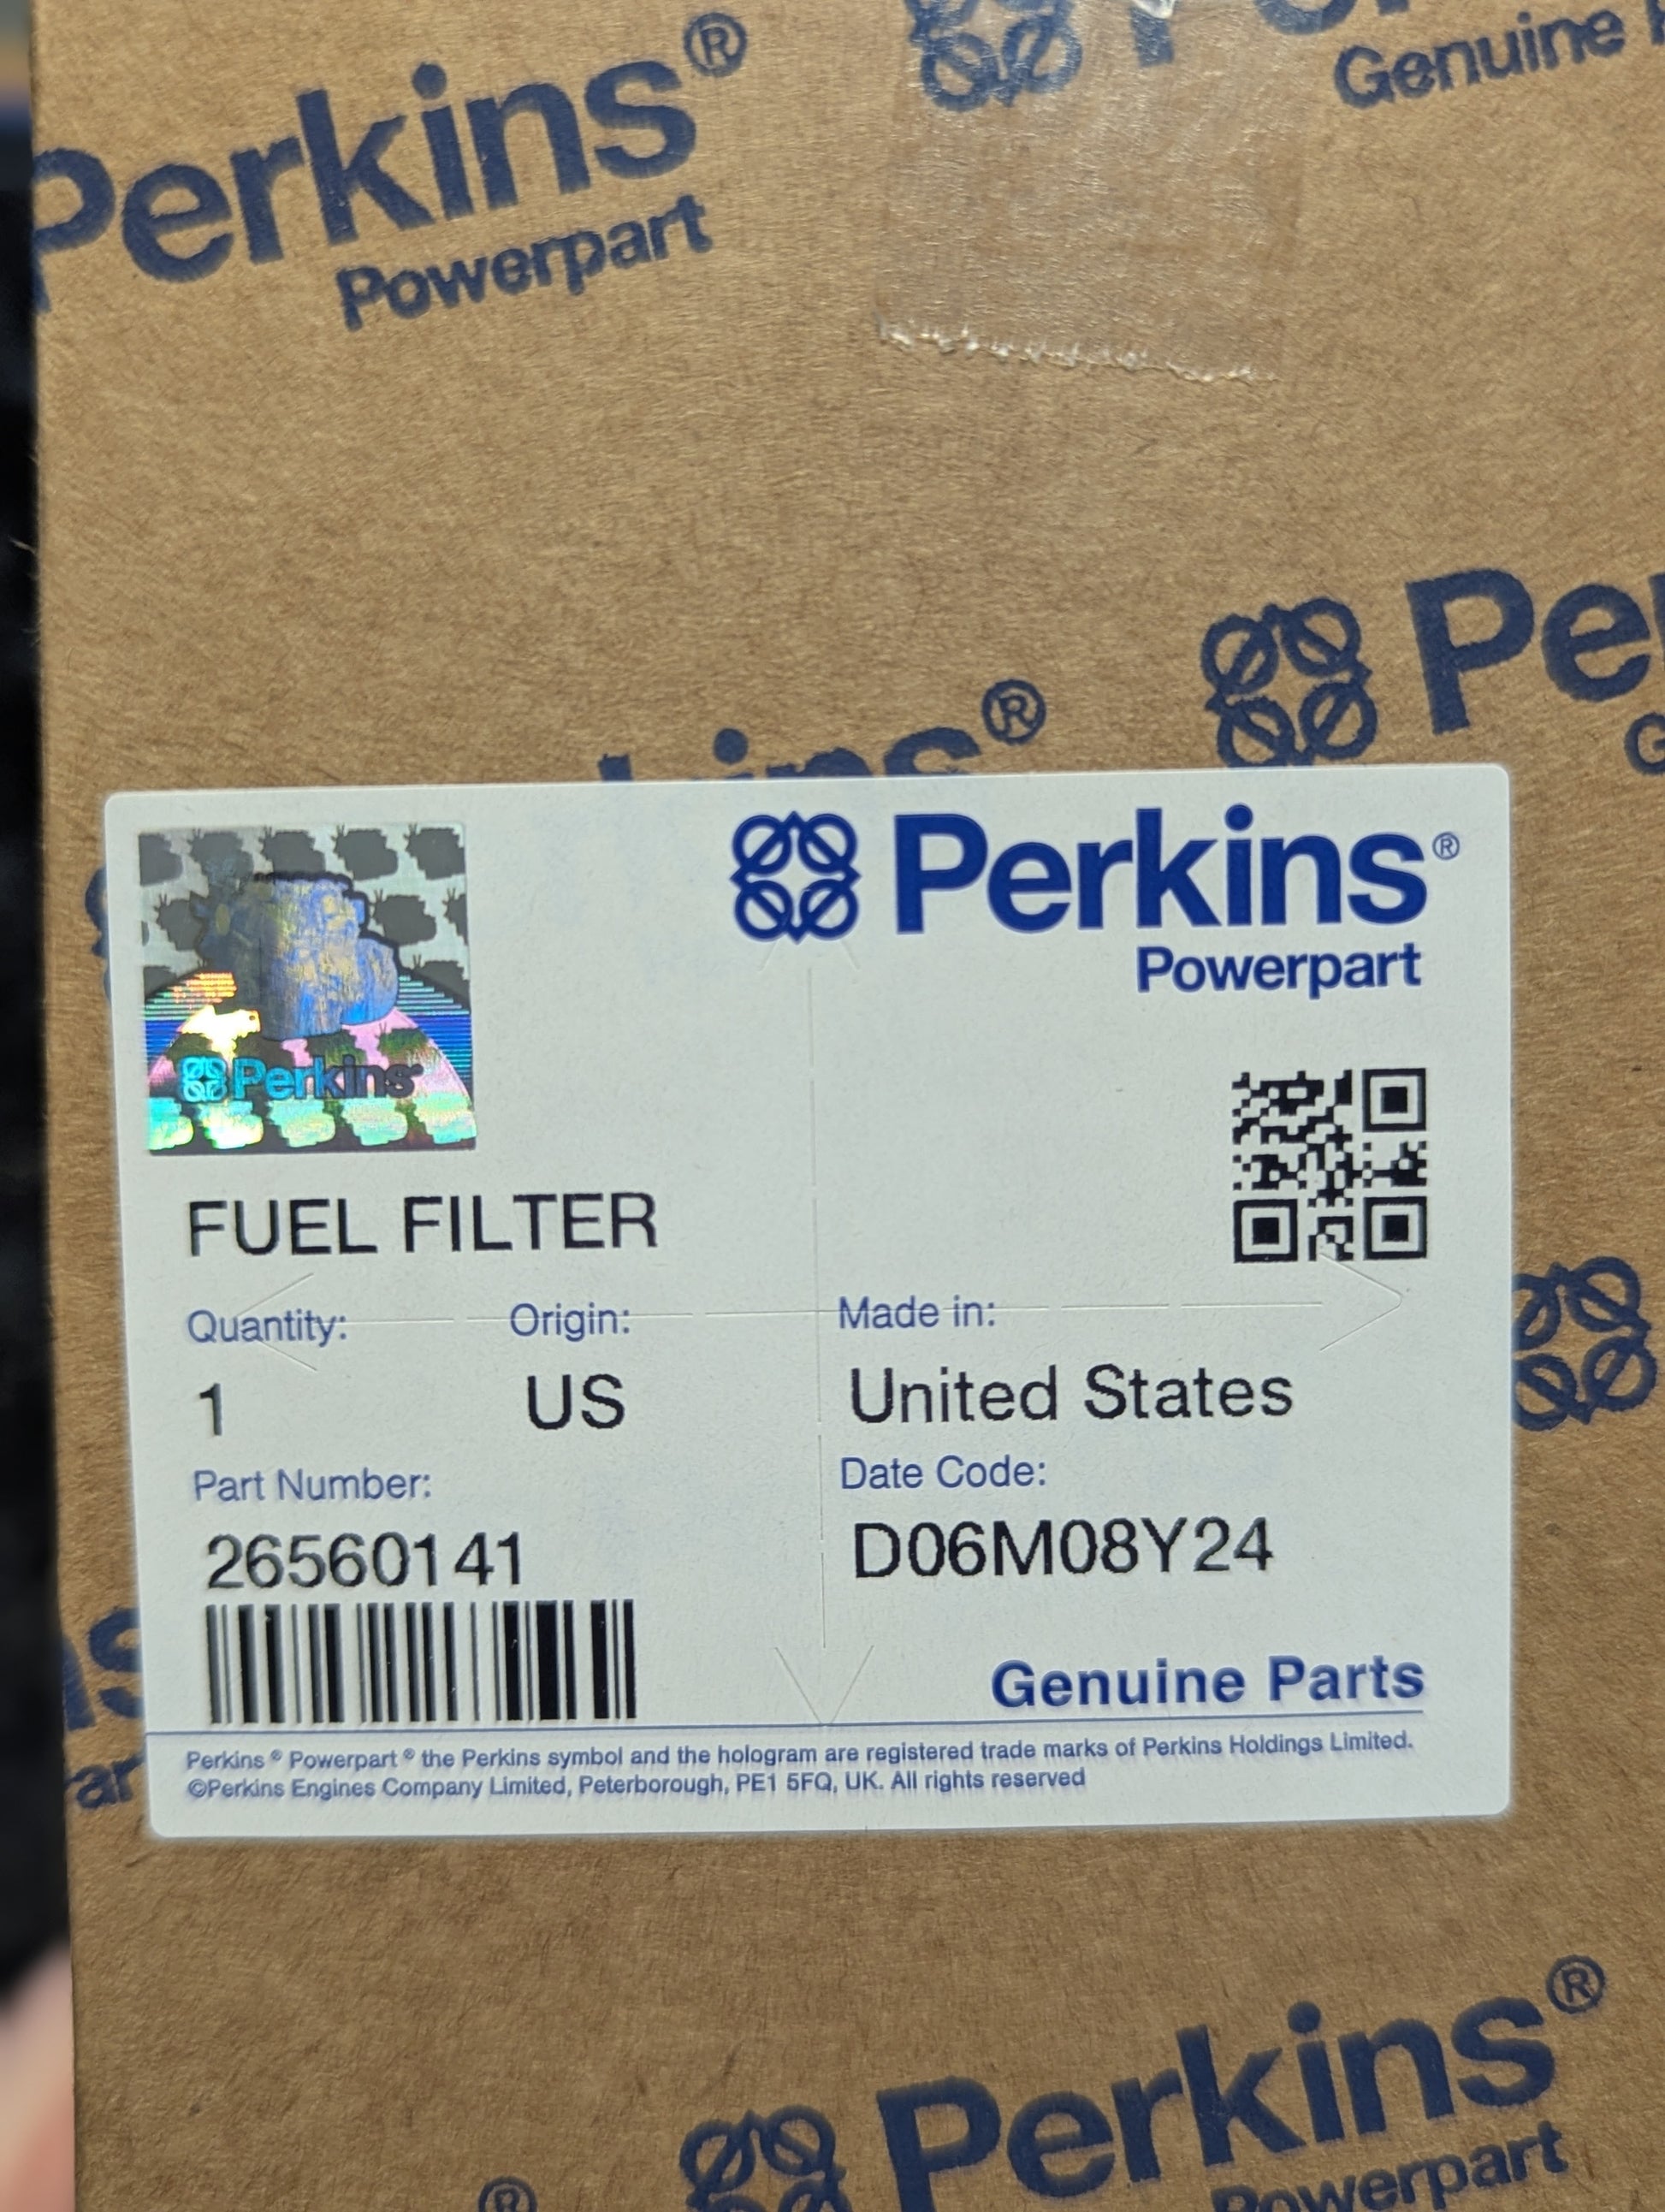 Perkins®
Powerpart
Genuine
®
Perkins®
Powerpart
Perkins
FUEL FILTER
Quantity: Origin: Made in:
1 US United States
Part Number: Date Code:
26560141 D06M08Y24
Genuine Parts
Perkins® Powerpart® the Perkins symbol and the hologram are registered trade marks of Perkins Holdings Limited.
©Perkins Engines Company Limited, Peterborough, PE1 5FQ, UK. All rights reserved
Perkins®
Powerpart
®